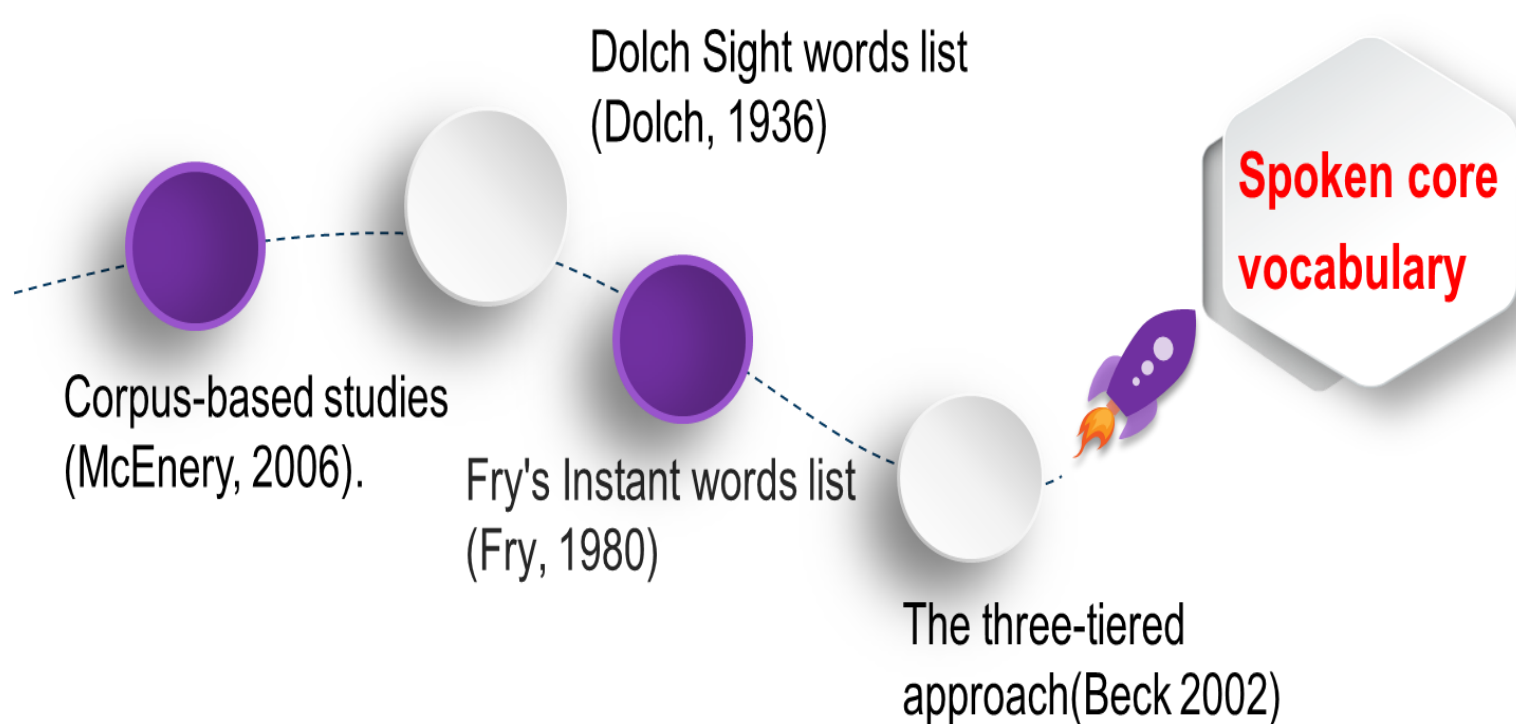 Dolch Sight words list
(Dolch, 1936)
Spoken core
vocabulary
Corpus-based studies
(McEnery, 2006).
Fry's Instant words list
(Fry, 1980)
The three-tiered
approach(Beck 2002)